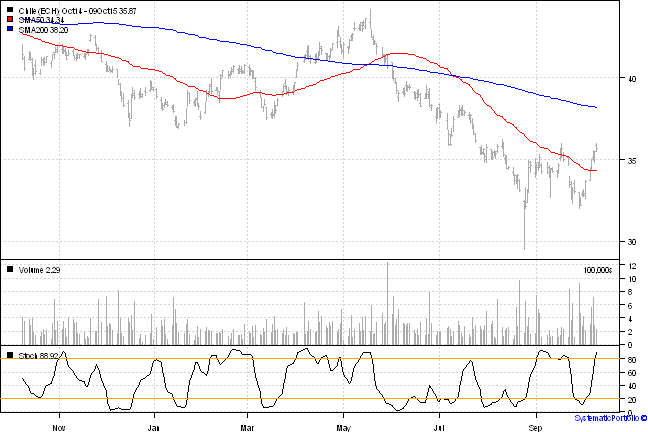 Chile (ECH) Oct14 - 09Oct15 35.87
SMA50 34.34
SMA200 38.20
40
35
30
Volume 2.29
100,000s
12
10
8
6
4
2
0
Stoch 88.92
80
60
40
20
0
Nov Jan Mar May Jul Sep
SystematicPortfolio ©